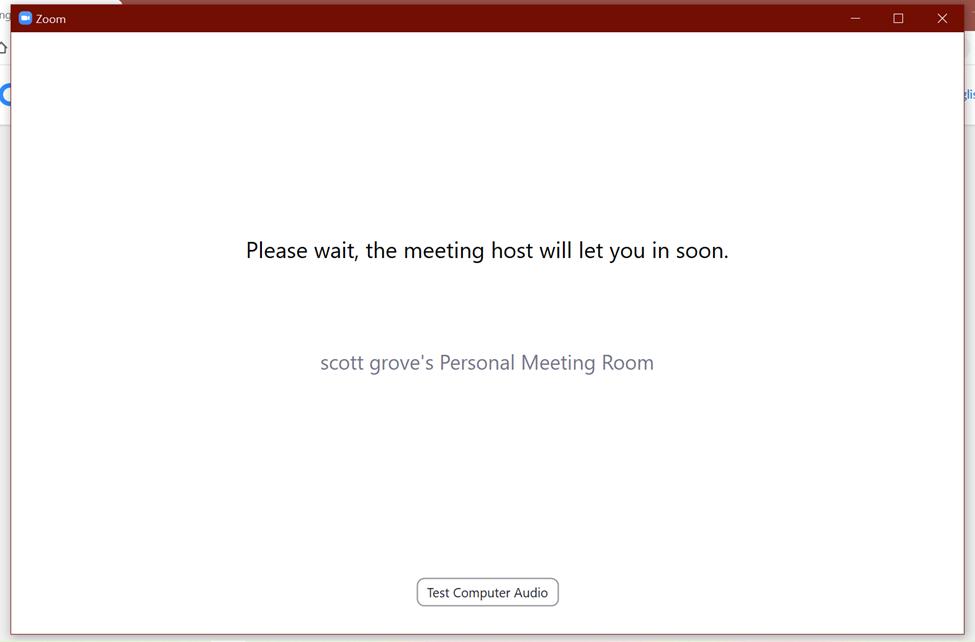 Zoom
Please wait, the meeting host will let you in soon.
scott grove's Personal Meeting Room
Test Computer Audio